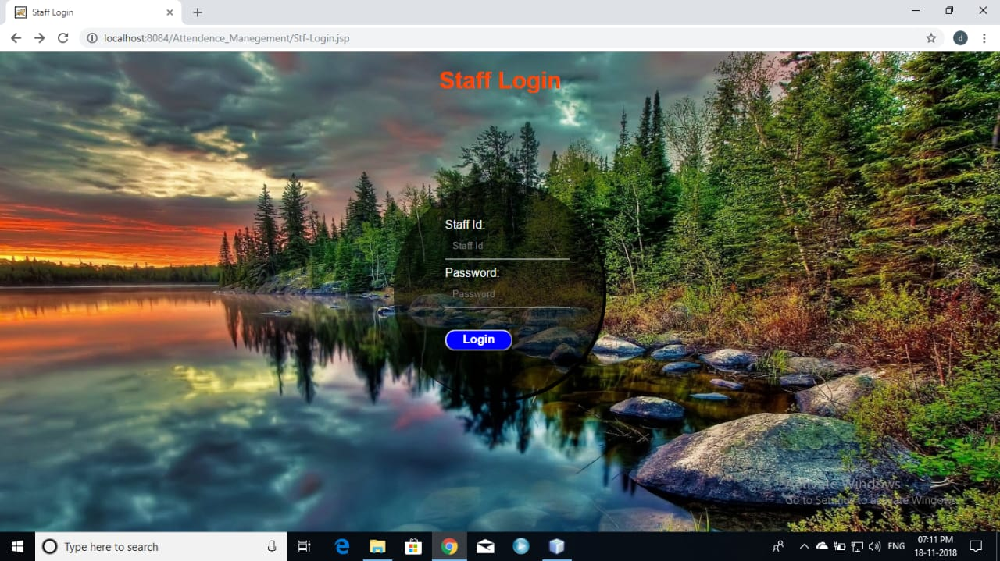 Staff Login
localhost:8084/Attendence_Manegement/Stf-Login.jsp
d
Staff Login
Staff Id:
Staff Id
Password:
Password
Login
Activate Windows
Go to Settings to activate Windows.
Type here to search
ENG
07:11 PM
18-11-2018